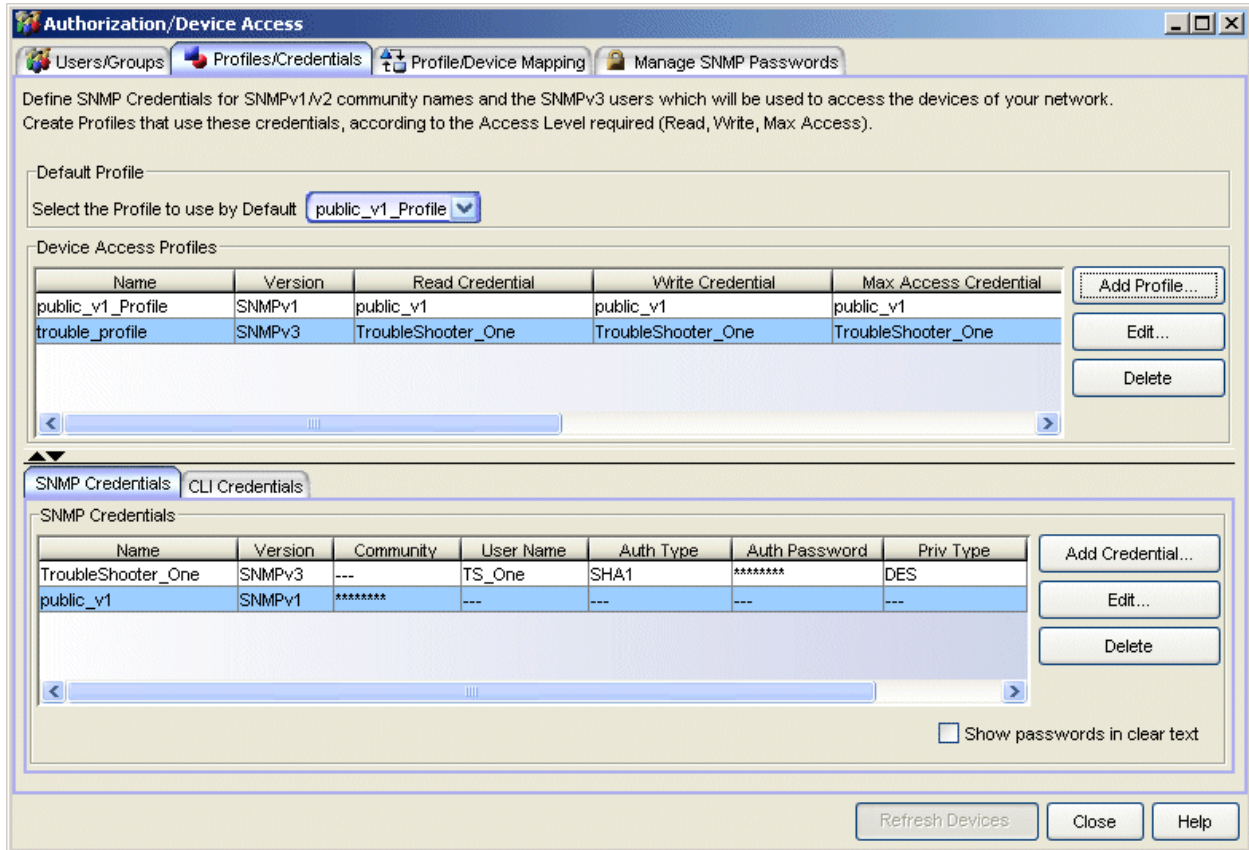 Authorization/Device Access
Users/Groups Profiles/Credentials Profile/Device Mapping Manage SNMP Passwords
Define SNMP Credentials for SNMPv1/v2 community names and the SNMPv3 users which will be used to access the devices of your network.
Create Profiles that use these credentials, according to the Access Level required (Read, Write, Max Access).
Default Profile
Select the Profile to use by Default public_v1_Profile
Device Access Profiles
Name Version Read Credential Write Credential Max Access Credential Add Profile...
public_v1_Profile SNMPv1 public_v1 public_v1 public_v1
trouble_profile SNMPv3 TroubleShooter_One TroubleShooter_One TroubleShooter_One Edit...
Delete
SNMP Credentials CLI Credentials
SNMP Credentials
Name Version Community User Name Auth Type Auth Password Priv Type Add Credential...
TroubleShooter_One SNMPv3 --- TS_One SHA1 ******** DES
public_v1 SNMPv1 ******** --- --- --- --- Edit...
Delete
Show passwords in clear text
Refresh Devices Close Help